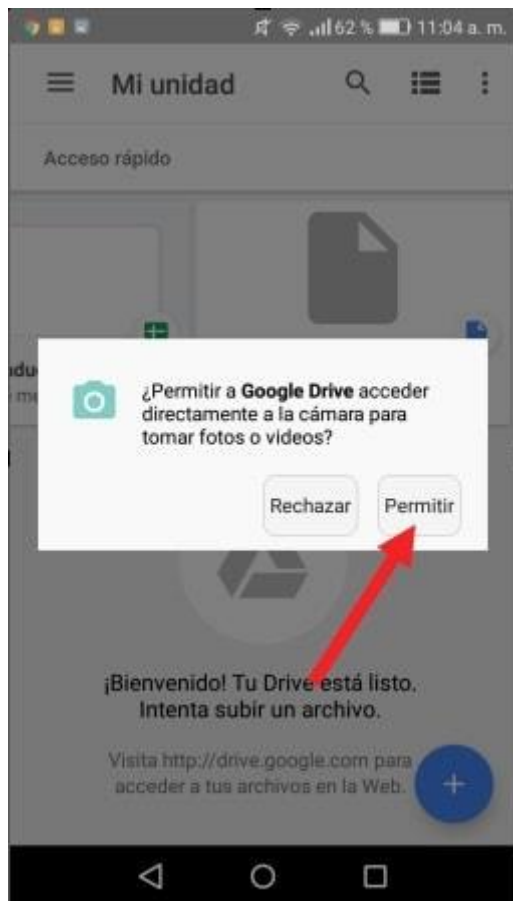 62 % 11:04 a. m.
Mi unidad
Acceso rápido
¿Permitir a Google Drive acceder
directamente a la cámara para
tomar fotos o videos?
Rechazar Permitir
¡Bienvenido! Tu Drive está listo.
Intenta subir un archivo.
Visita http://drive.google.com para
acceder a tus archivos en la Web.